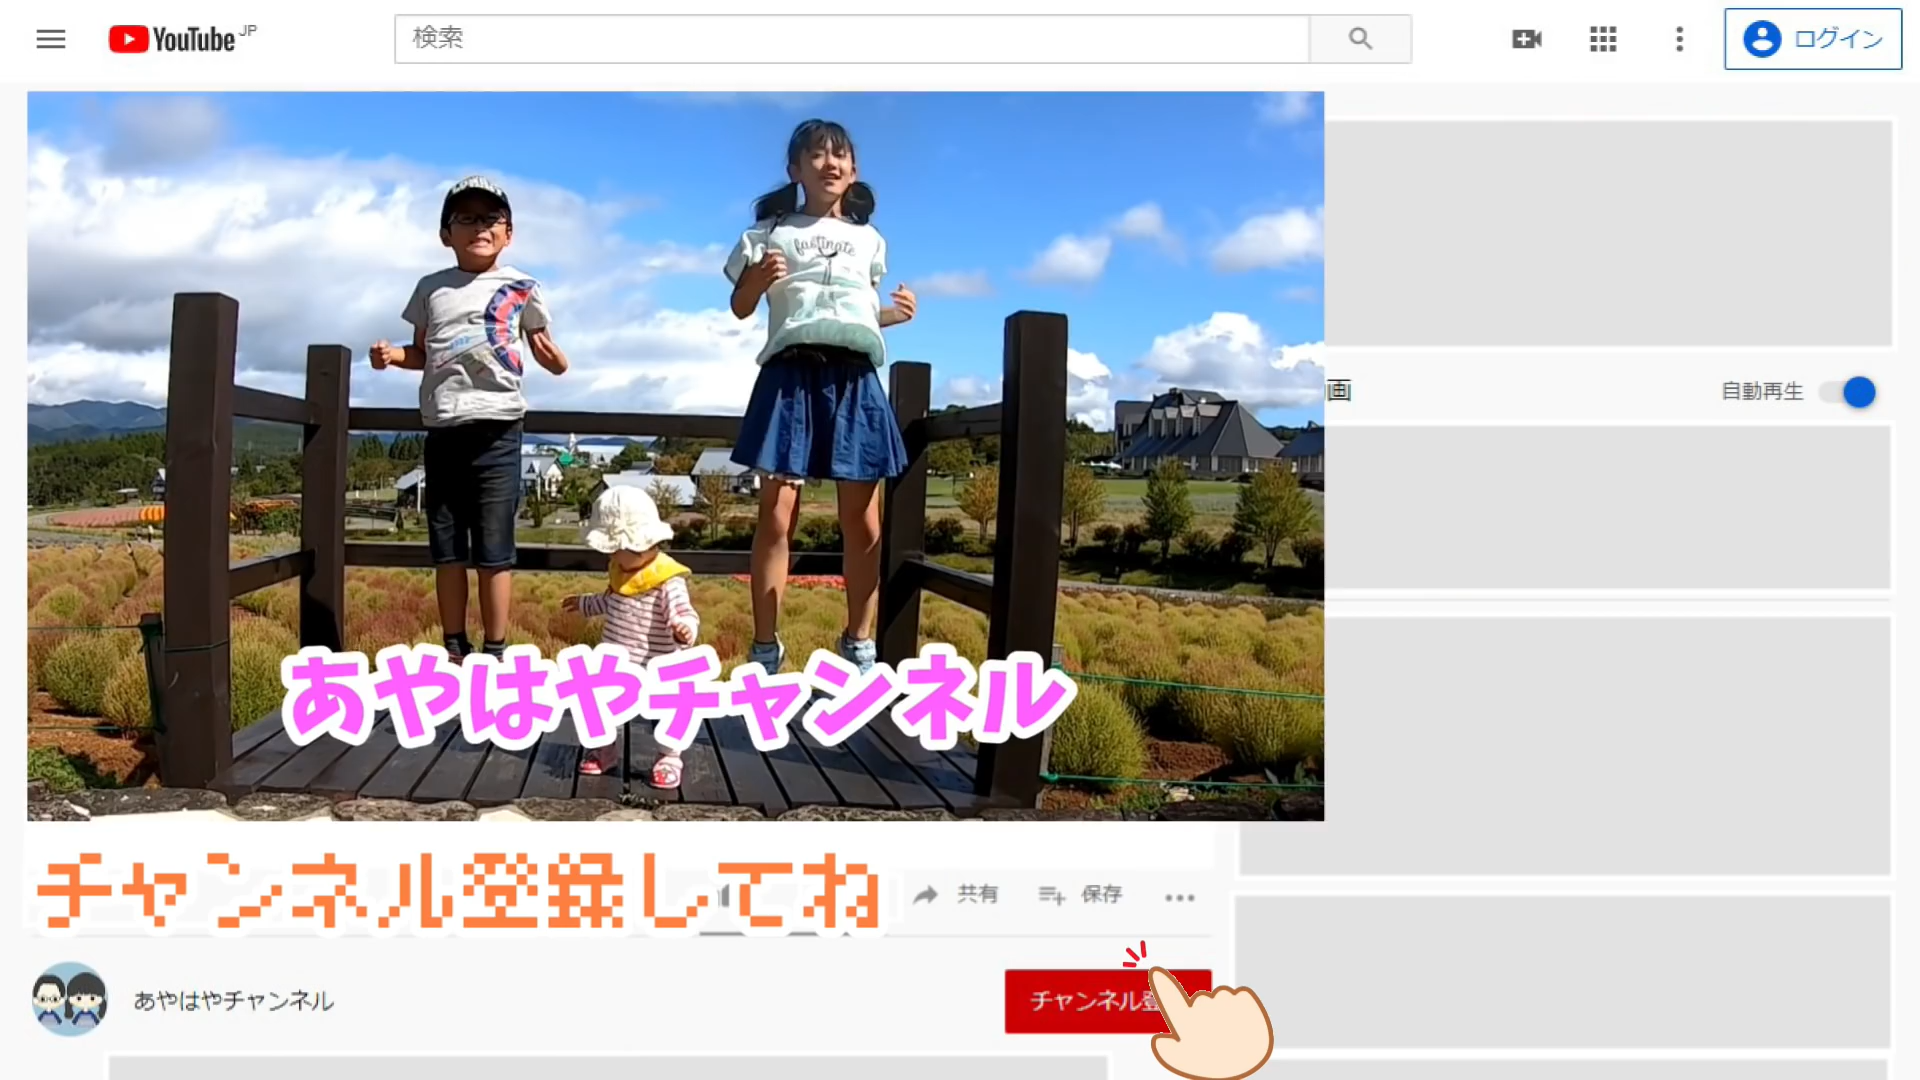 YouTube JP
検索
ログイン
fastinate
画
自動再生
あやはやチャンネル
チャンネル登録してね
共有
保存
あやはやチャンネル
チャンネル登